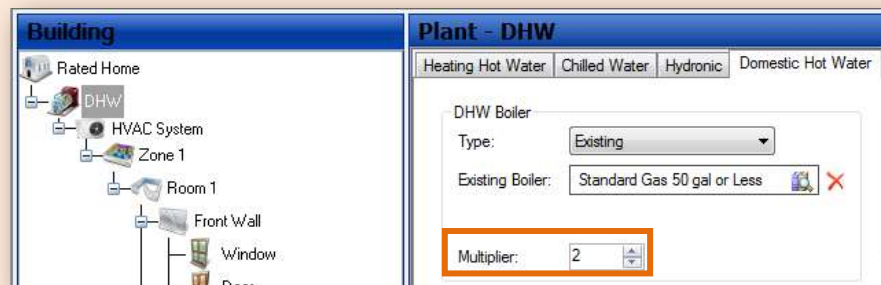 Building
Plant - DHW
Rated Home
DHW
HVAC System
Zone 1
Room 1
Front Wall
Window
Heating Hot Water
Chilled Water
Hydronic
Domestic Hot Water
DHW Boiler
Type:
Existing
Existing Boiler:
Standard Gas 50 gal or Less
Multiplier:
2